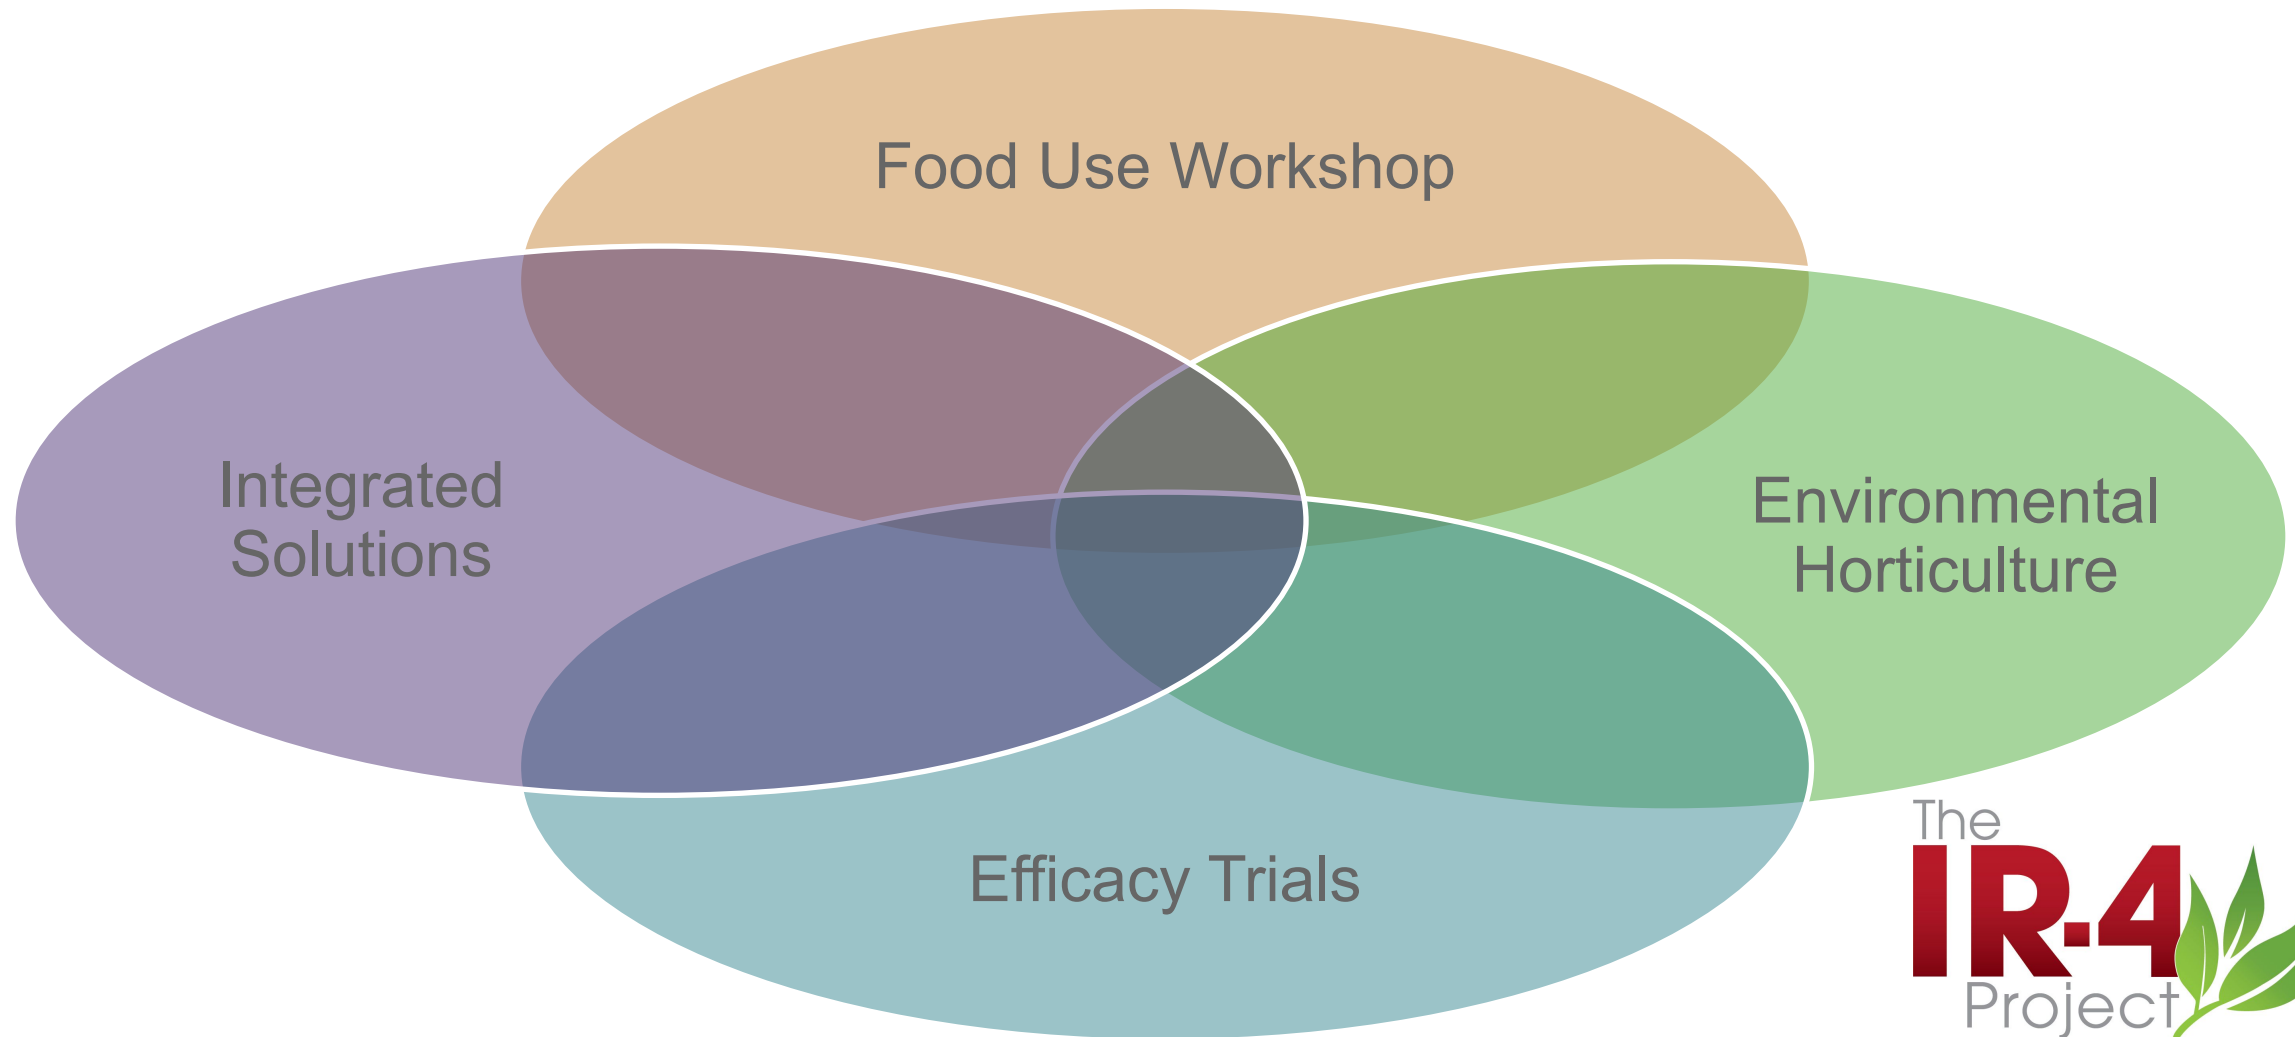 Food Use Workshop
Integrated
Solutions
Environmental
Horticulture
Efficacy Trials
The
IR-4
Project